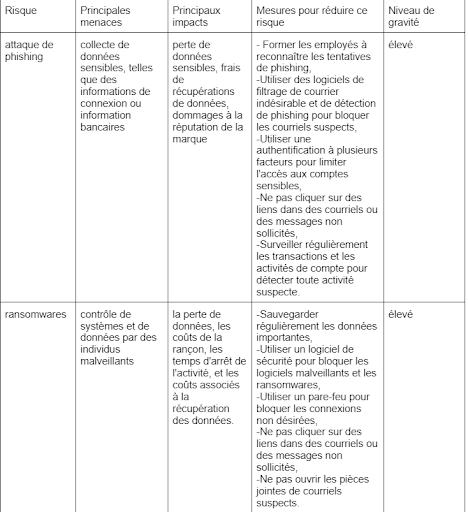 Risque
Principales
menaces
Principaux
impacts
Mesures pour réduire ce
risque
Niveau de
gravité
attaque de
phishing
collecte de
données
sensibles, telles
que des
informations de
connexion ou
information
bancaires
perte de
données
sensibles, frais
de
récupérations
de données,
dommages à la
réputation de la
marque
- Former les employés à
reconnaître les tentatives
de phishing,
-Utiliser des logiciels de
filtrage de courrier
indésirable et de détection
de phishing pour bloquer
les courriels suspects,
-Utiliser une
authentification à plusieurs
facteurs pour limiter
l'accès aux comptes
sensibles,
-Ne pas cliquer sur des
liens dans des courriels ou
des messages non
sollicités,
-Surveiller régulièrement
les transactions et les
activités de compte pour
détecter toute activité
suspecte.
élevé
ransomwares
contrôle de
systèmes et de
données par des
individus
malveillants
la perte de
données, les
coûts de la
rançon, les
temps d'arrêt de
l'activité, et les
coûts associés
à la
récupération
des données.
-Sauvegarder
régulièrement les données
importantes,
-Utiliser un logiciel de
sécurité pour bloquer les
logiciels malveillants et les
ransomwares,
-Utiliser un pare-feu pour
bloquer les connexions
non désirées,
-Ne pas cliquer sur des
liens dans des courriels ou
des messages non
sollicités,
-Ne pas ouvrir les pièces
jointes de courriels
suspects.
élevé